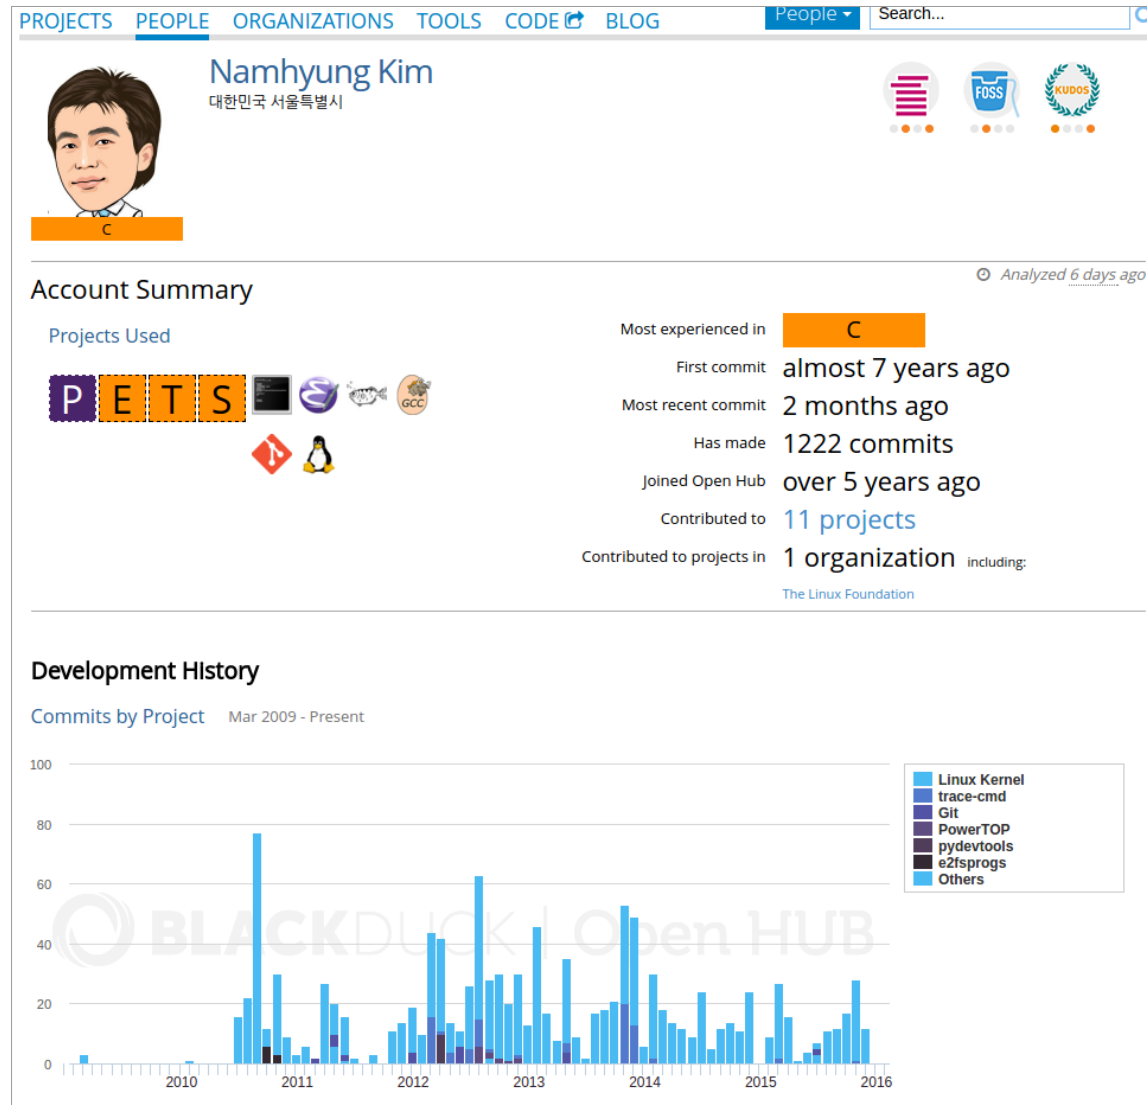 PROJECTS PEOPLE ORGANIZATIONS TOOLS CODE BLOG People Search...
Namhyung Kim
대한민국 서울특별시
FOSS
KUDOS
C
Analyzed 6 days ago
Account Summary
Projects Used
P E T S
GCC
Most experienced in C
First commit almost 7 years ago
Most recent commit 2 months ago
Has made 1222 commits
Joined Open Hub over 5 years ago
Contributed to 11 projects
Contributed to projects in 1 organization including:
The Linux Foundation
Development History
Commits by Project Mar 2009 - Present
100
80
60
40
20
0
BLACKDUCK | Open HUB
2010 2011 2012 2013 2014 2015 2016
Linux Kernel
trace-cmd
Git
PowerTOP
pydevtools
e2fsprogs
Others